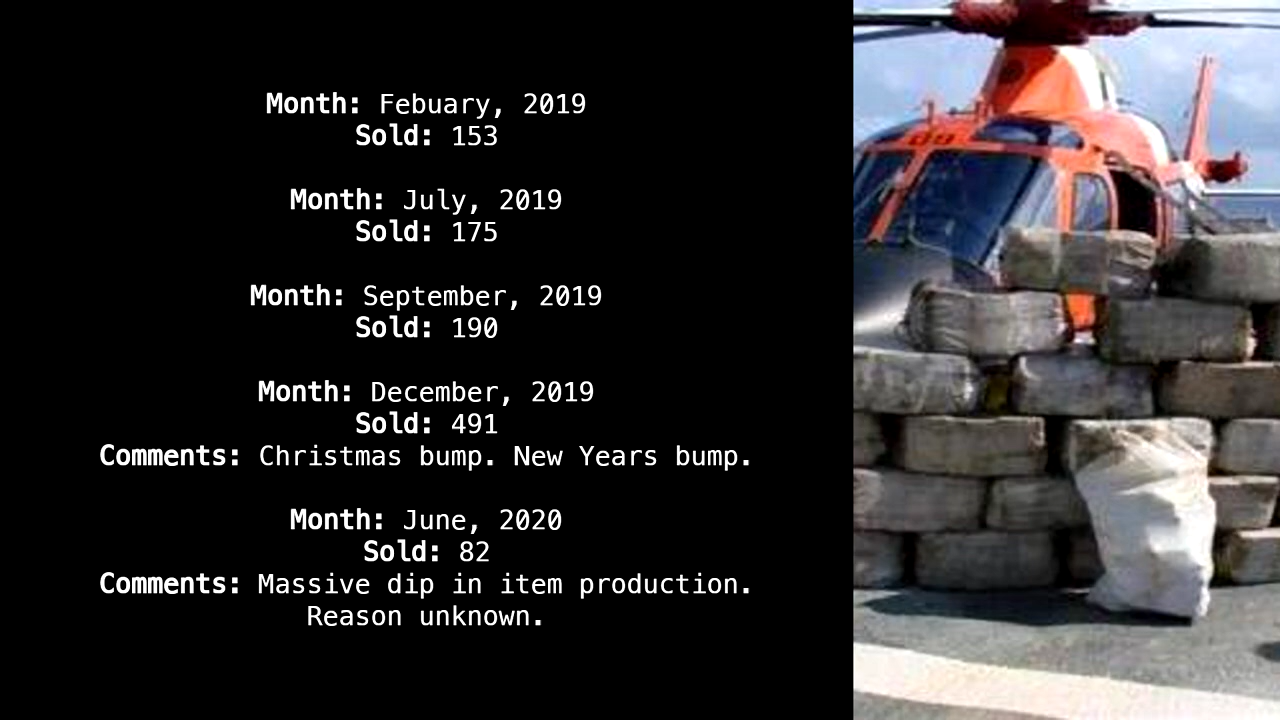 Month: Febuary, 2019
Sold: 153
Month: July, 2019
Sold: 175
Month: September, 2019
Sold: 190
Month: December, 2019
Sold: 491
Comments: Christmas bump. New Years bump.
Month: June, 2020
Sold: 82
Comments: Massive dip in item production.
Reason unknown.